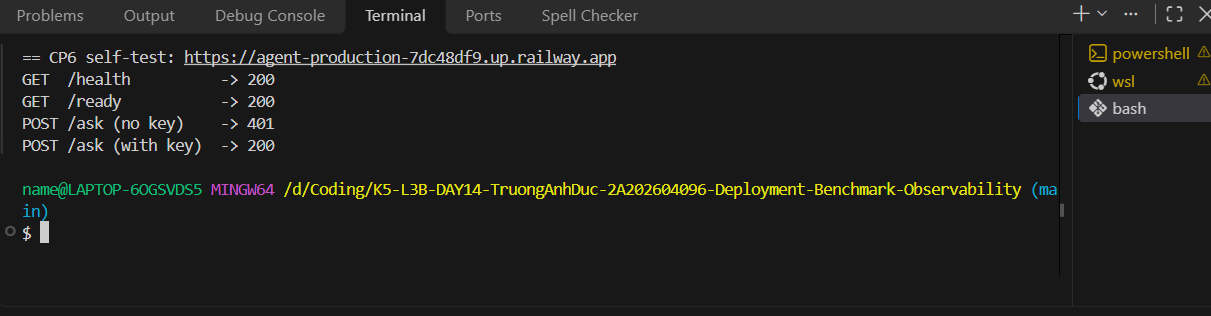 Problems Output Debug Console Terminal Ports Spell Checker
== CP6 self-test: https://agent-production-7dc48df9.up.railway.app
GET  /health             -> 200
GET  /ready              -> 200
POST /ask (no key)       -> 401
POST /ask (with key)     -> 200
name@LAPTOP-6OGSVDS5 MINGW64 /d/Coding/K5-L3B-DAY14-TruongAnhDuc-2A202604096-Deployment-Benchmark-Observability (ma
in)
$
powershell
wsl
bash